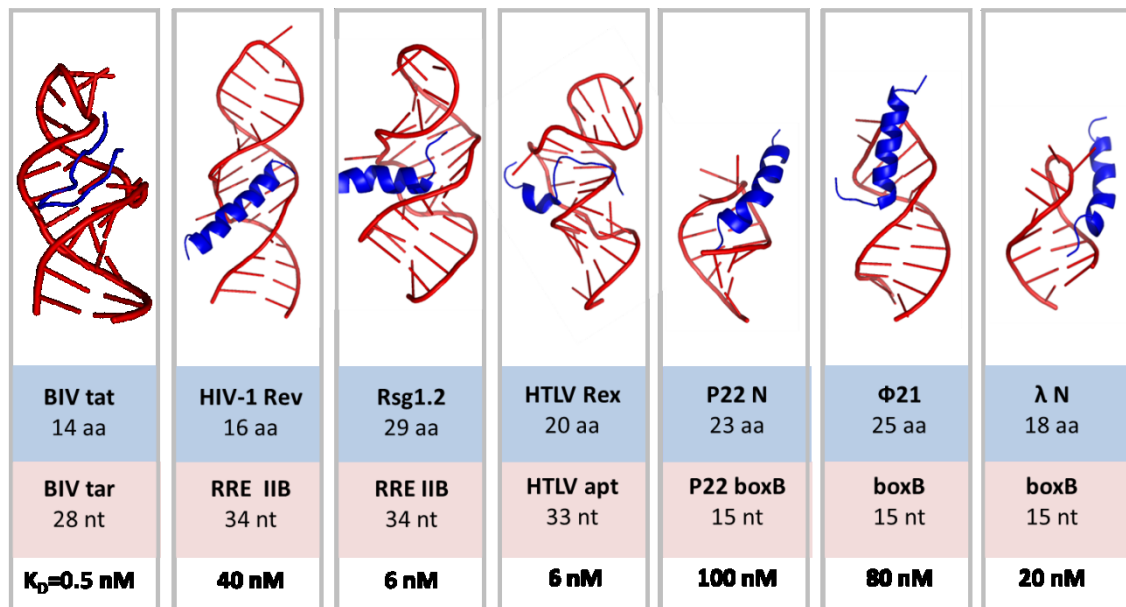 BIV tat
14 aa
BIV tar
28 nt
K_D=0.5 nM
HIV-1 Rev
16 aa
RRE IIB
34 nt
40 nM
Rsg1.2
29 aa
RRE IIB
34 nt
6 nM
HTLV Rex
20 aa
HTLV apt
33 nt
6 nM
P22 N
23 aa
P22 boxB
15 nt
100 nM
Φ21
25 aa
boxB
15 nt
80 nM
λ N
18 aa
boxB
15 nt
20 nM